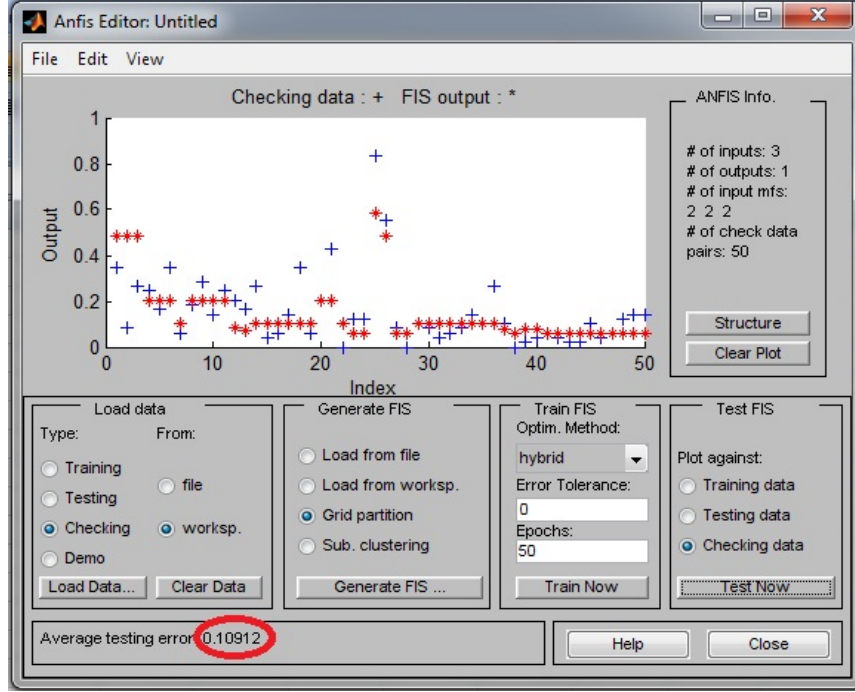 Anfis Editor: Untitled
File Edit View
Checking data : + FIS output : *
1
0.8
0.6
0.4
0.2
0
Output
0 10 20 30 40 50
Index
ANFIS Info.
# of inputs: 3
# of outputs: 1
# of input mfs:
2 2 2
# of check data
pairs: 50
Structure
Clear Plot
Load data
Type: From:
Training
Testing
Checking
Demo
file
worksp.
Load Data... Clear Data
Generate FIS
Load from file
Load from worksp.
Grid partition
Sub. clustering
Generate FIS ...
Train FIS
Optim. Method:
hybrid
Error Tolerance:
0
Epochs:
50
Train Now
Test FIS
Plot against:
Training data
Testing data
Checking data
Test Now
Average testing error: 0.10912
Help Close